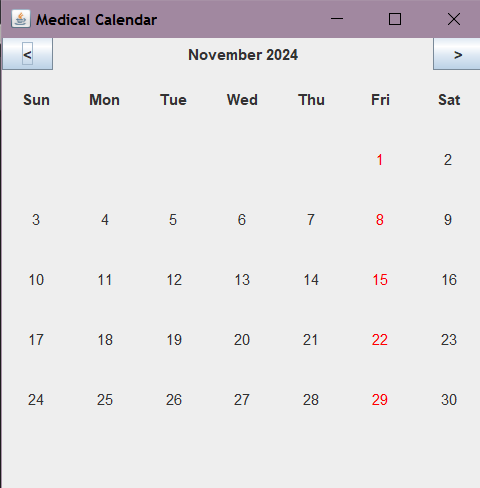 Medical Calendar
< November 2024 >
Sun Mon Tue Wed Thu Fri Sat
1 2
3 4 5 6 7 8 9
10 11 12 13 14 15 16
17 18 19 20 21 22 23
24 25 26 27 28 29 30